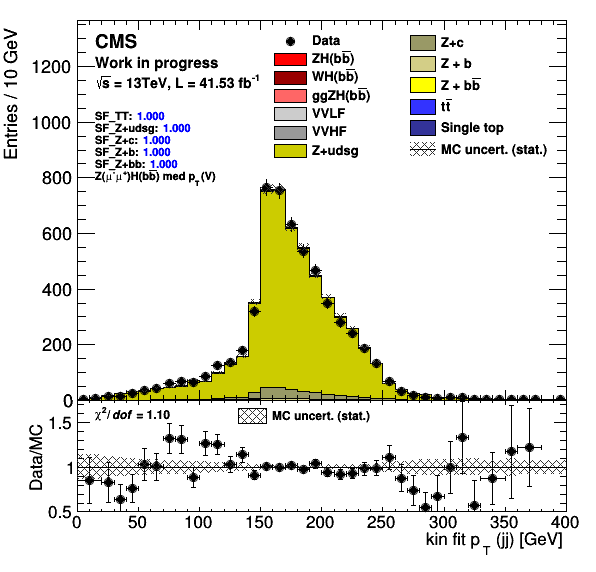 CMS
Work in progress
√s = 13TeV, L = 41.53 fb⁻¹
SF_TT: 1.000
SF_Z+udsg: 1.000
SF_Z+c: 1.000
SF_Z+b: 1.000
SF_Z+bb: 1.000
Z(μ⁻μ⁺)H(bb̅) med p_T(V)
Data
ZH(bb̅)
WH(bb̅)
ggZH(bb̅)
VVLF
VVHF
Z+udsg
Z+c
Z + b
Z + bb̅
tt̅
Single top
MC uncert. (stat.)
Entries / 10 GeV
1200
1000
800
600
400
200
0
χ²/dof = 1.10
MC uncert. (stat.)
Data/MC
1.5
1
0.5
0 50 100 150 200 250 300 350 400
kin fit p_T (jj) [GeV]